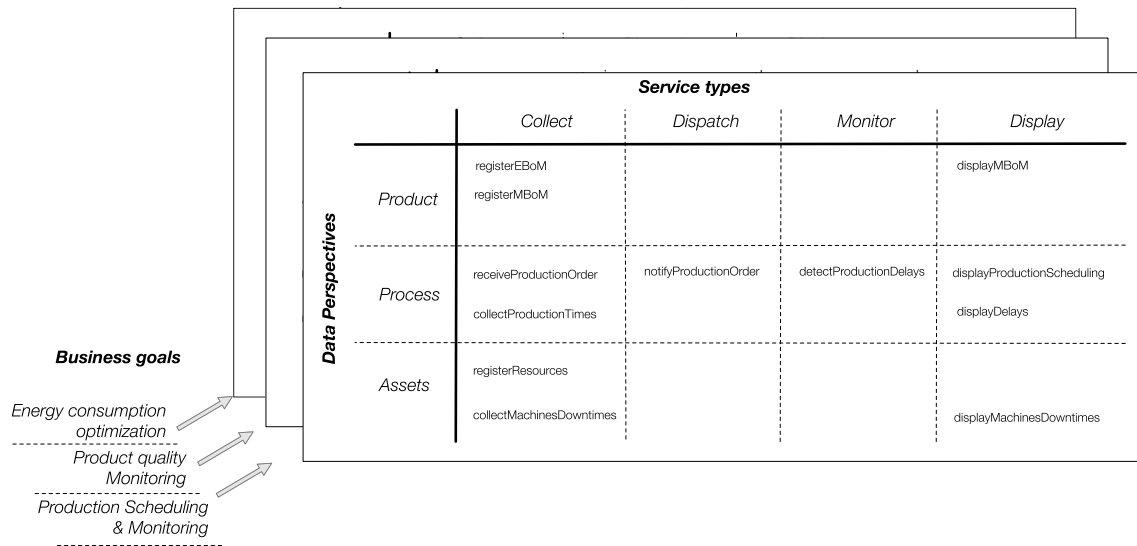 Service types
Collect Dispatch Monitor Display
Data Perspectives
Product
registerEBoM displayMBoM
registerMBoM
Process
receiveProductionOrder notifyProductionOrder detectProductionDelays displayProductionScheduling
collectProductionTimes displayDelays
Assets
registerResources
collectMachinesDowntimes displayMachinesDowntimes
Business goals
Energy consumption
optimization
Product quality
Monitoring
Production Scheduling
& Monitoring